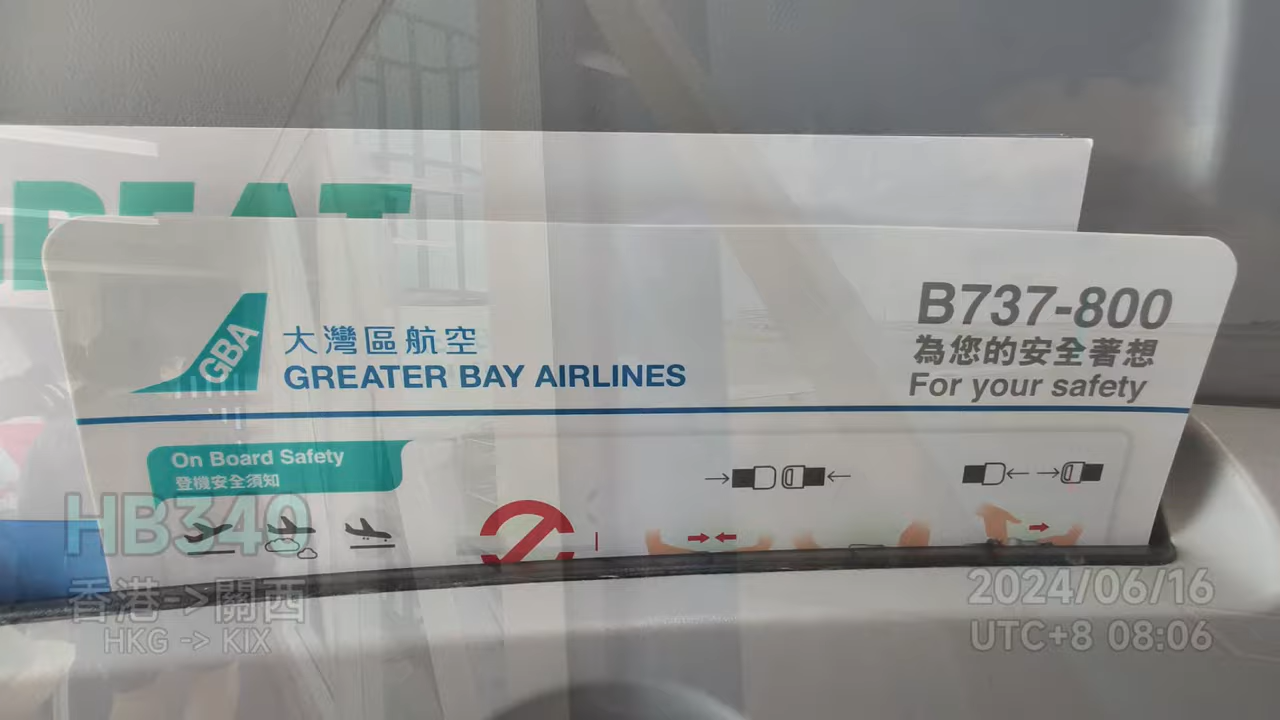 GREAT
GBA
大灣區航空
GREATER BAY AIRLINES
B737-800
為您的安全著想
For your safety
On Board Safety
登機安全須知
HB340
香港->關西
HKG -> KIX
2024/06/16
UTC+8 08:06